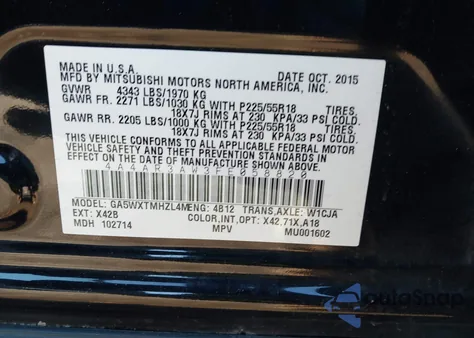 MADE IN U.S.A. DATE OCT. 2015
BY MITSUBISHI MOTORS NORTH AMERICA, INC.
GVWR 4343 LBS/1970 KG
GAWR FR. 2271 LBS/1030 KG WITH P225/55R18 TIRES,
18X7J RIMS AT 230 KPA/33 PSI COLD.
GAWR RR. 2205 LBS/1000 KG WITH P225/55R18 TIRES,
18X7J RIMS AT 230 KPA/33 PSI COLD.
THIS VEHICLE CONFORMS TO ALL APPLICABLE FEDERAL MOTOR
VEHICLE SAFETY, BUMPER, AND THEFT PREVENTION STANDARDS
IN EFFECT ON THE DATE OF MANUFACTURE SHOWN ABOVE.
4A4AR3AW3FE058820
MODEL: GA5WXTMHZL4M ENG: 4B12 TRANS,AXLE: W1CJA
EXT: X42B COLOR,INT,OPT: X42.71X,A18
MDH 102714 MPV MU001602
AutoSnap